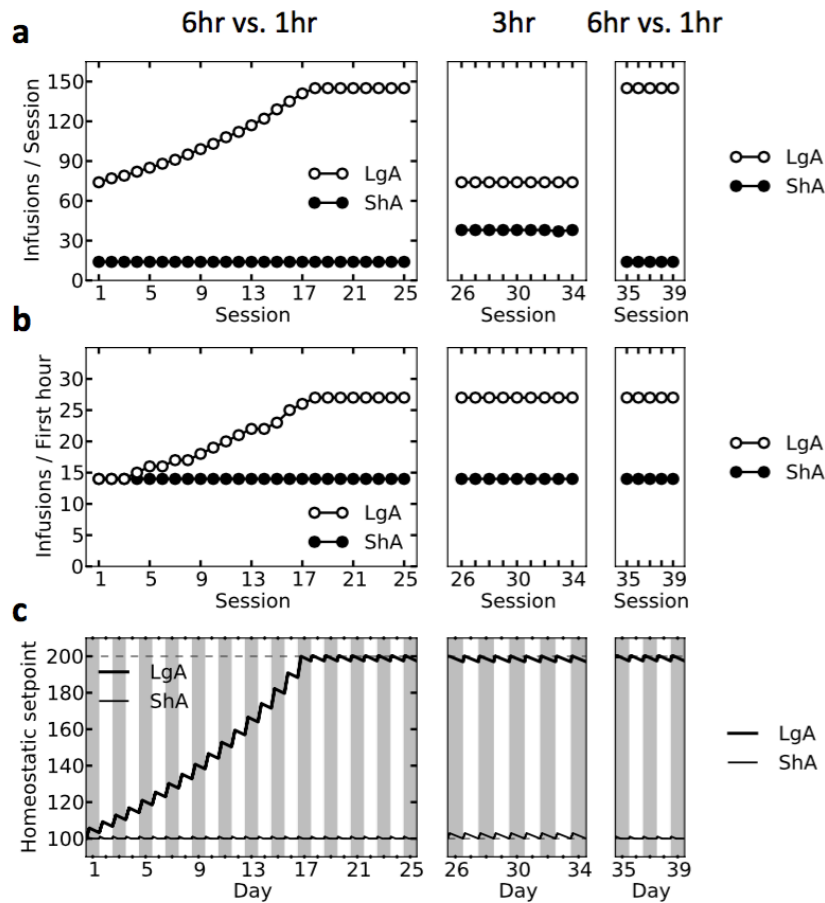 6hr vs. 1hr 3hr 6hr vs. 1hr
a
Infusions / Session
150
120
90
60
30
0
LgA
ShA
1 5 9 13 17 21 25
Session
26 30 34
Session
35 39
Session
LgA
ShA
b
Infusions / First hour
30
25
20
15
10
5
0
LgA
ShA
1 5 9 13 17 21 25
Session
26 30 34
Session
35 39
Session
LgA
ShA
c
Homeostatic setpoint
200
180
160
140
120
100
LgA
ShA
1 5 9 13 17 21 25
Day
26 30 34
Day
35 39
Day
LgA
ShA